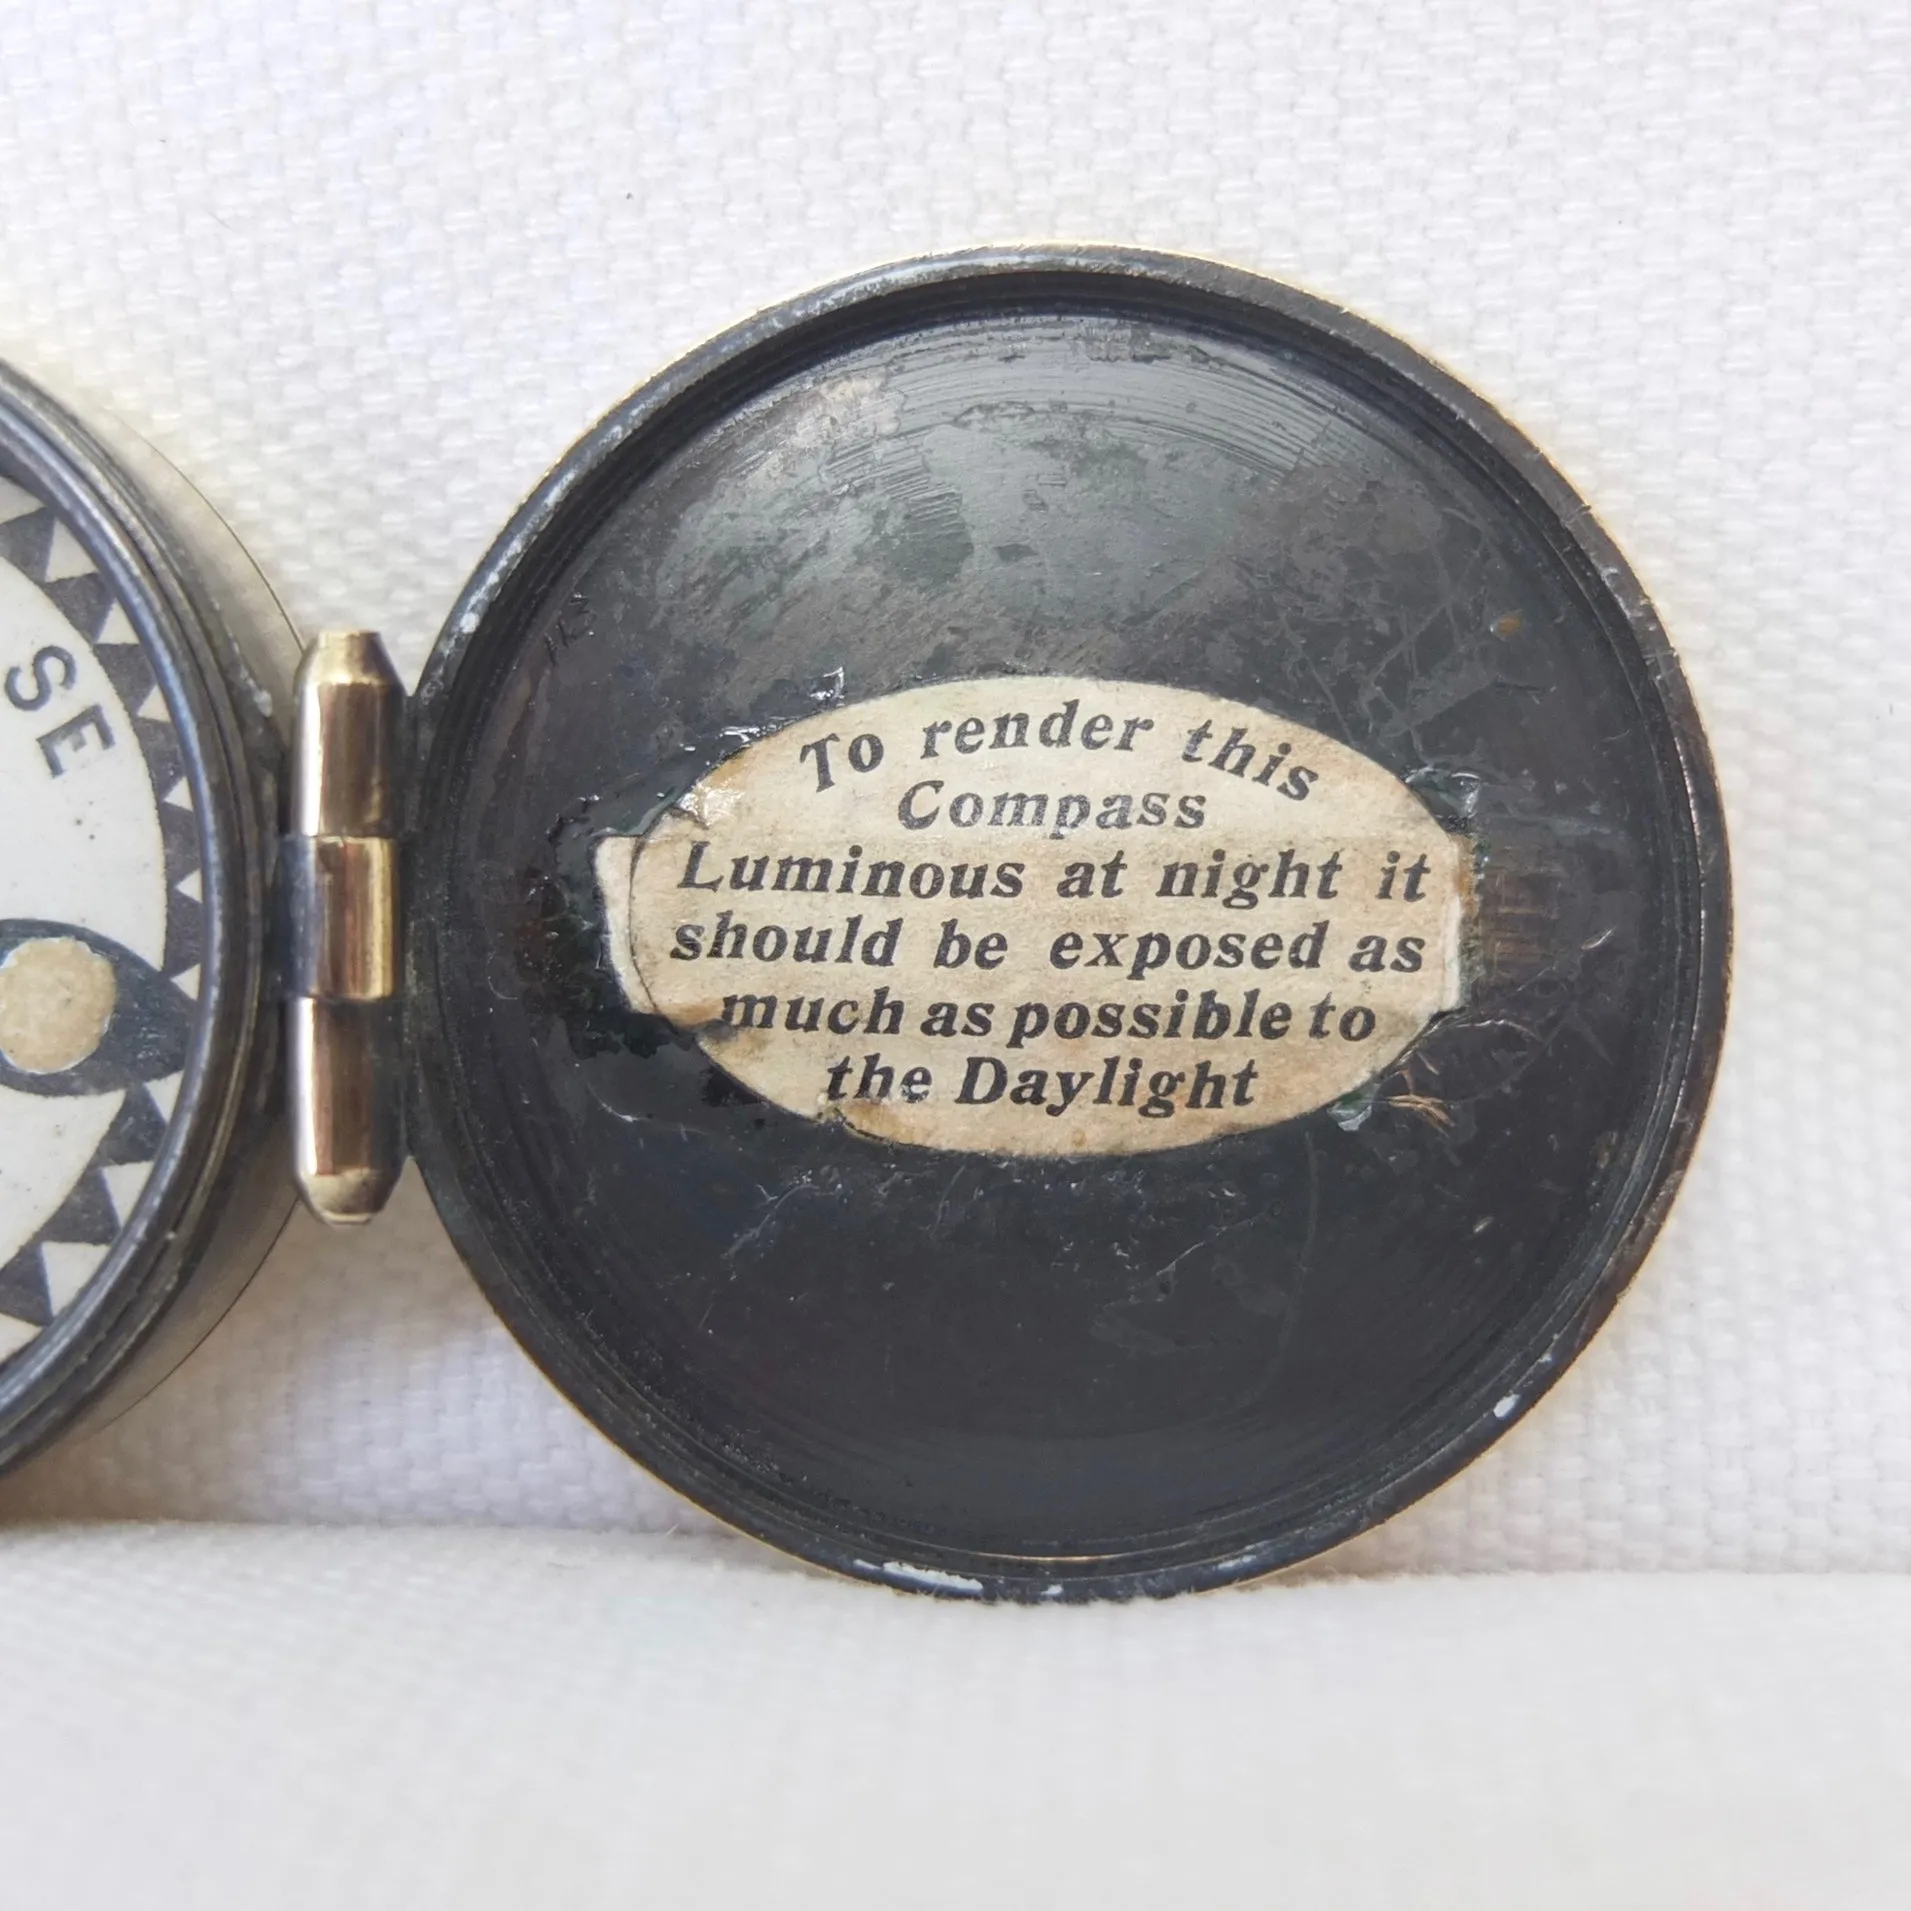 SE
To render this
Compass
Luminous at night it
should be exposed as
much as possible to
the Daylight